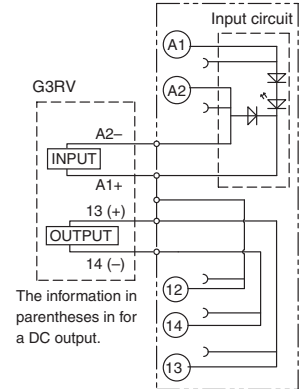 Input circuit
A1
G3RV
A2
A2–
INPUT
A1+
13 (+)
OUTPUT
14 (–)
The information in
parentheses in for
a DC output.
12
14
13